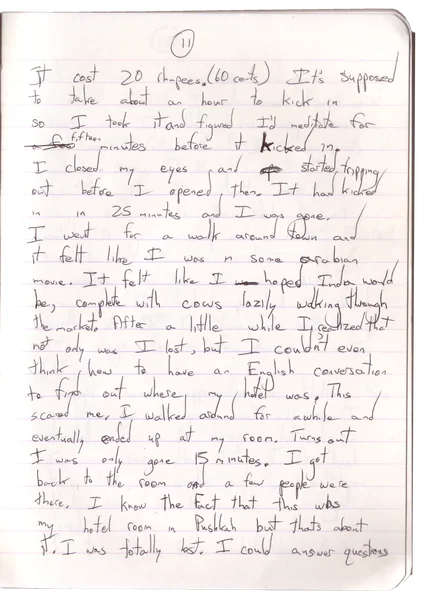 11
It cost 20 rhupees. (60 cents) It's supposed
to take about an hour to kick in
so I took it and figured I'd meditate for
fifteen minutes before it kicked in.
I closed my eyes and started tripping
out before I opened then. It had kicked
in in 25 minutes and I was gone.
I went for a walk around town and
it felt like I was in some arabian
movie. It felt like I hoped India would
be, complete with cows lazily walking through
the market. After a little while I realized that
not only was I lost, but I couldn't even
think how to have an English conversation
to find out where my hotel was. This
scared me. I walked around for awhile and
eventually ended up at my room. Turns out
I was only gone 15 minutes. I got
back to the room and a few people were
there. I know the fact that this was
my hotel room in Pushkah but thats about
it. I was totally lost. I could answer questions